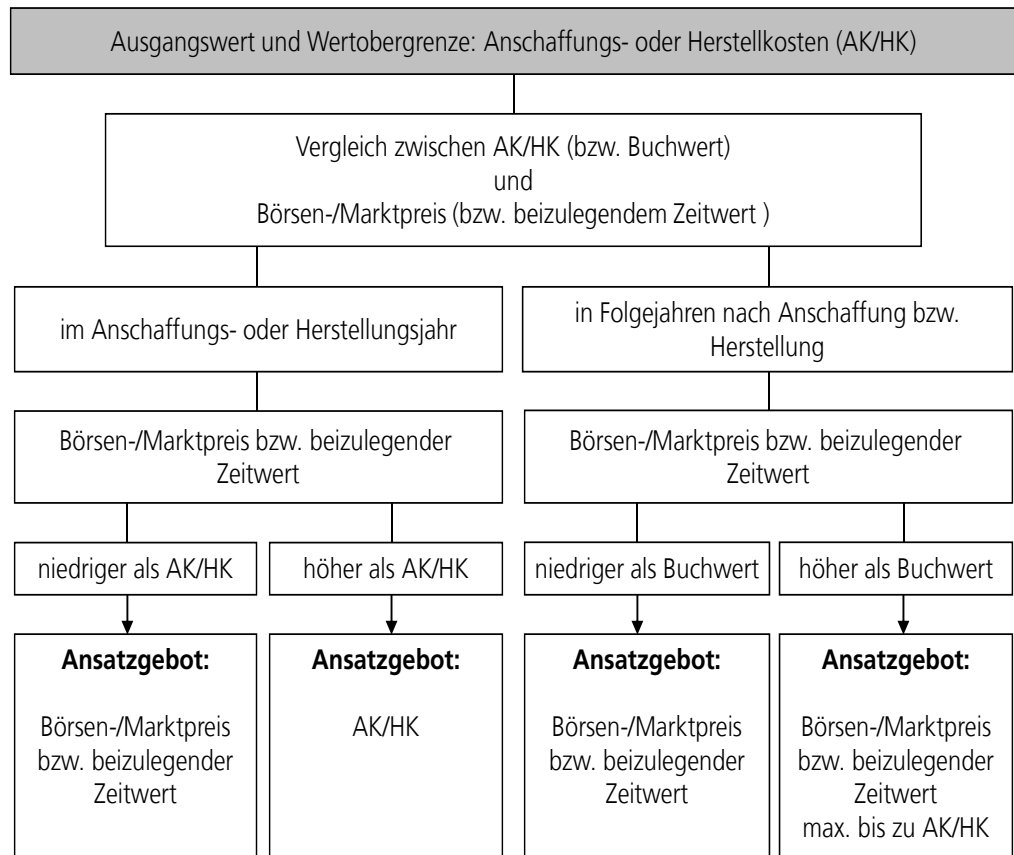 Ausgangswert und Wertobergrenze: Anschaffungs- oder Herstellkosten (AK/HK)
Vergleich zwischen AK/HK (bzw. Buchwert)
und
Börsen-/Marktpreis (bzw. beizulegendem Zeitwert )
im Anschaffungs- oder Herstellungsjahr
in Folgejahren nach Anschaffung bzw.
Herstellung
Börsen-/Marktpreis bzw. beizulegender
Zeitwert
Börsen-/Marktpreis bzw. beizulegender
Zeitwert
niedriger als AK/HK
höher als AK/HK
niedriger als Buchwert
höher als Buchwert
Ansatzgebot:
Börsen-/Marktpreis
bzw. beizulegender
Zeitwert
Ansatzgebot:
AK/HK
Ansatzgebot:
Börsen-/Marktpreis
bzw. beizulegender
Zeitwert
Ansatzgebot:
Börsen-/Marktpreis
bzw. beizulegender
Zeitwert
max. bis zu AK/HK